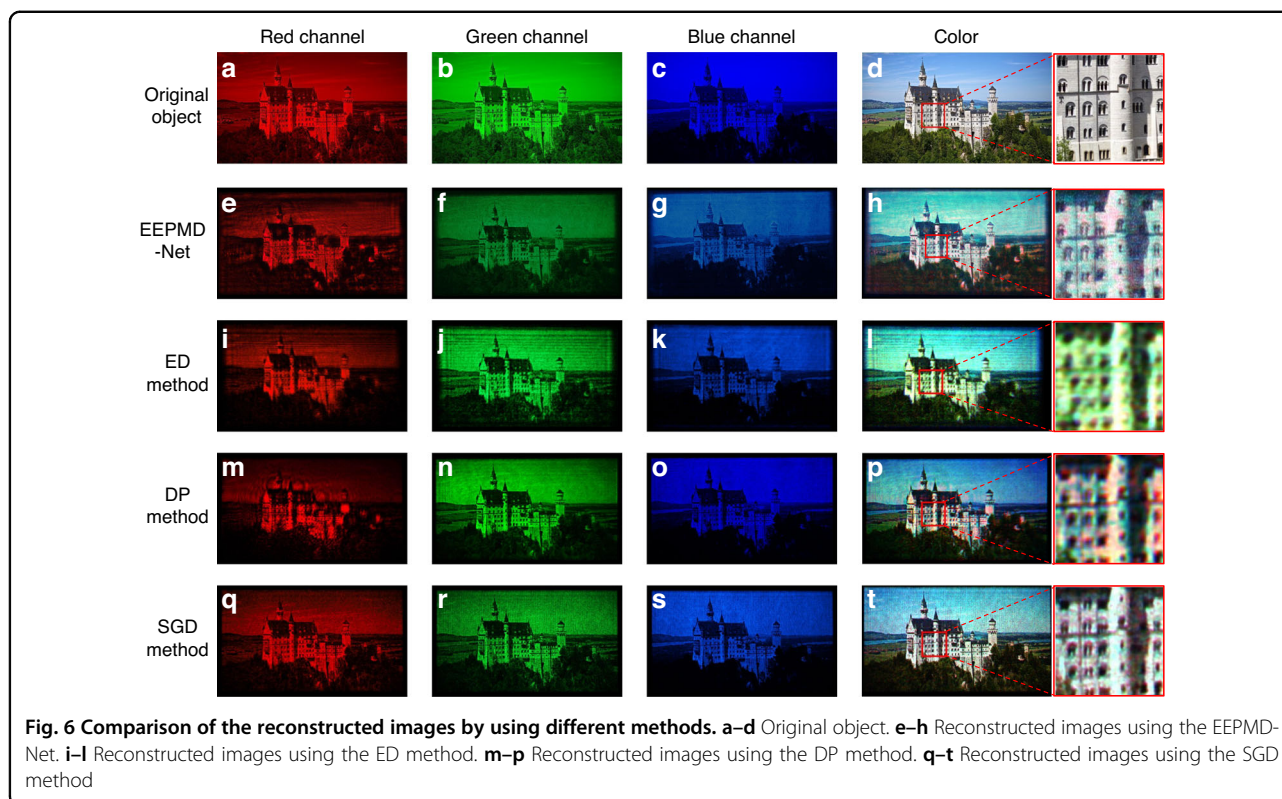 Red channel Green channel Blue channel Color
Original object a b c d
EEPMD -Net e f g h
ED method i j k l
DP method m n o p
SGD method q r s t
Fig. 6 Comparison of the reconstructed images by using different methods. a–d Original object. e–h Reconstructed images using the EEPMD-
Net. i–l Reconstructed images using the ED method. m–p Reconstructed images using the DP method. q–t Reconstructed images using the SGD
method